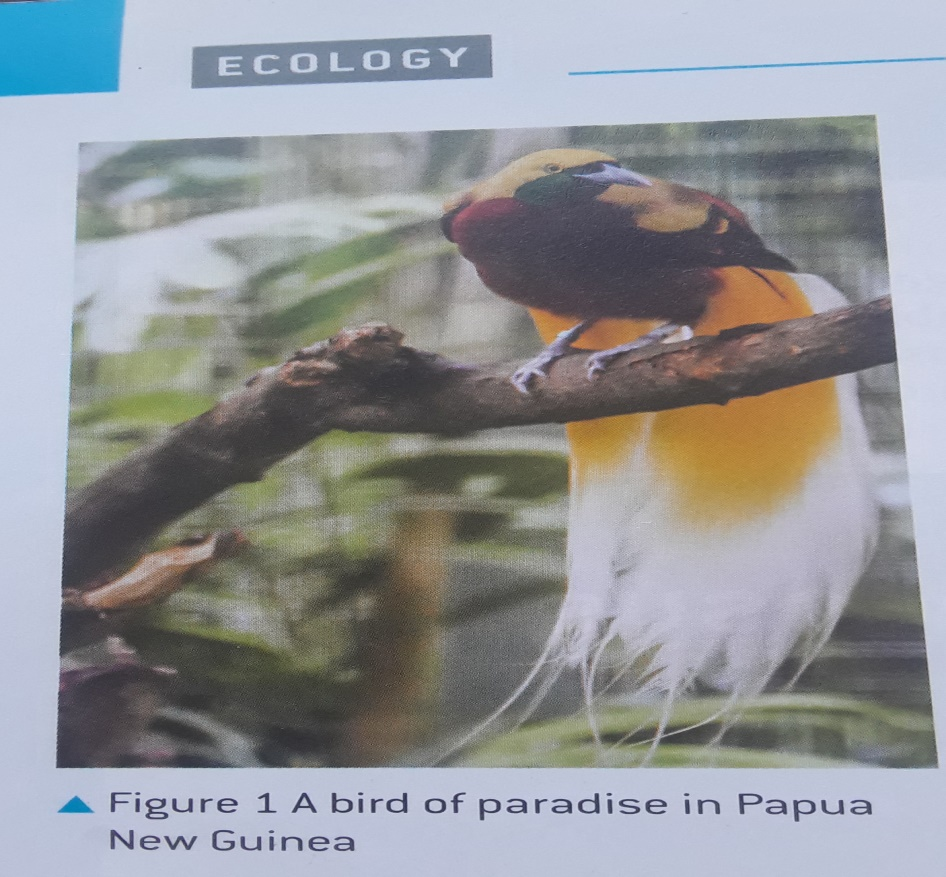 ECOLOGY
Figure 1 A bird of paradise in Papua
New Guinea